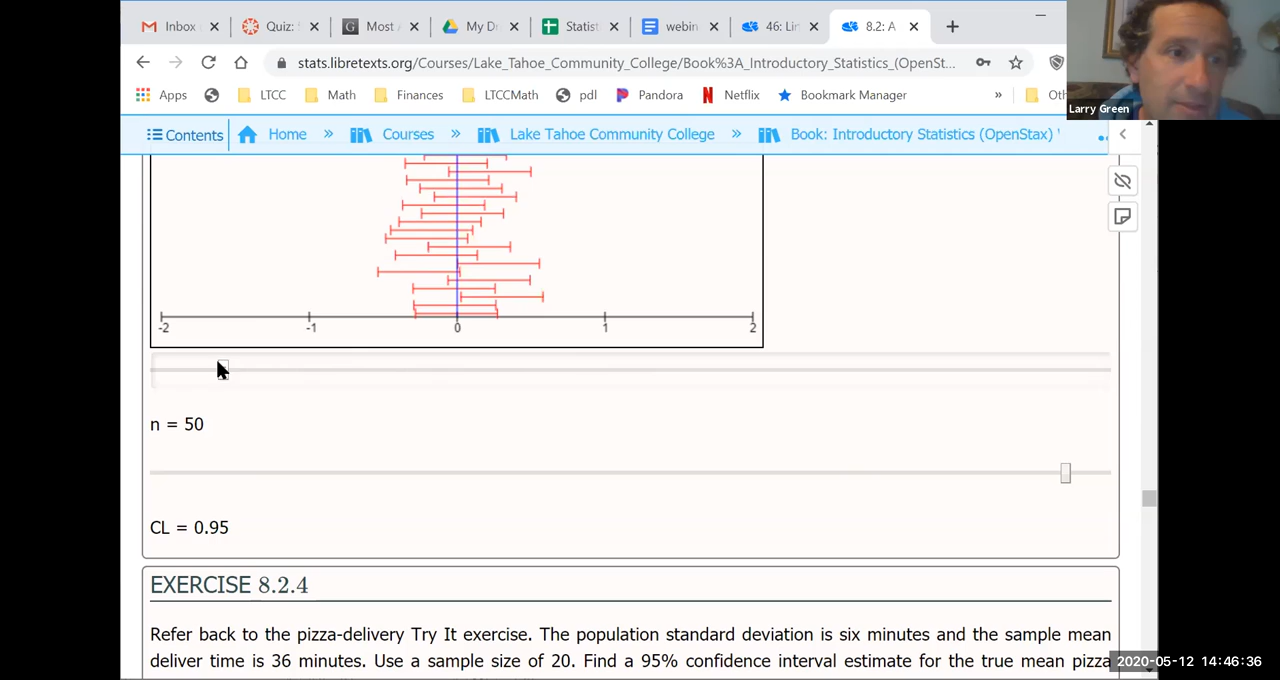 Inbox
Quiz:
Most
My D
Statist
webin
46: Li
8.2: A
stats.libretexts.org/Courses/Lake_Tahoe_Community_College/Book%3A_Introductory_Statistics_(OpenSt...
Apps
LTCC
Math
Finances
LTCCMath
pdl
Pandora
Netflix
Bookmark Manager
»
Oth
Larry Green
Contents
Home » Courses » Lake Tahoe Community College » Book: Introductory Statistics (OpenStax)
-2 -1 0 1 2
n = 50
CL = 0.95
EXERCISE 8.2.4
Refer back to the pizza-delivery Try It exercise. The population standard deviation is six minutes and the sample mean
deliver time is 36 minutes. Use a sample size of 20. Find a 95% confidence interval estimate for the true mean pizza
2020-05-12 14:46:36